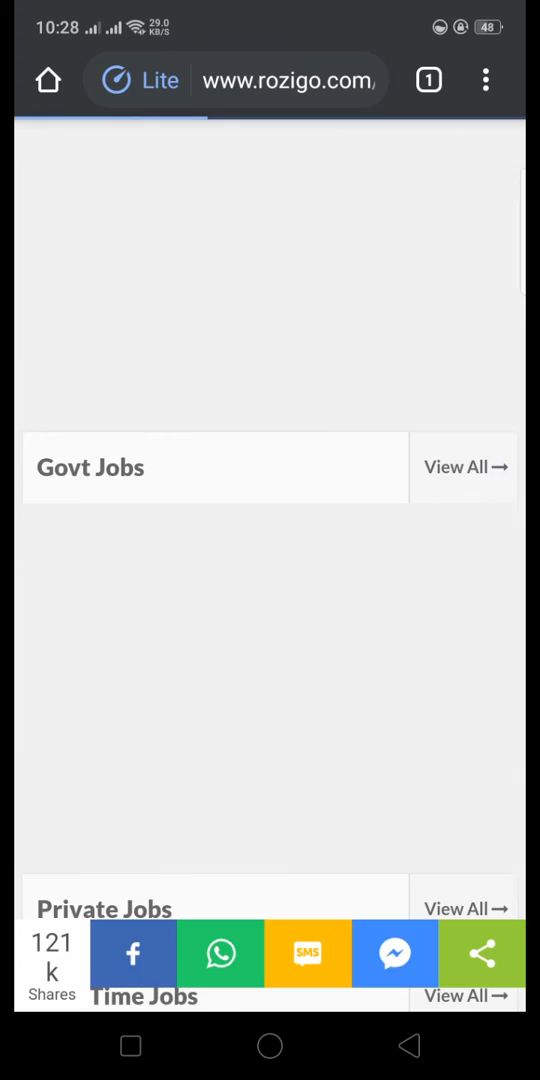 10:28 29.0 KB/S 48
Lite www.rozigo.com/ 1
Govt Jobs View All
Private Jobs View All
121
k
Shares
SMS
Time Jobs View All